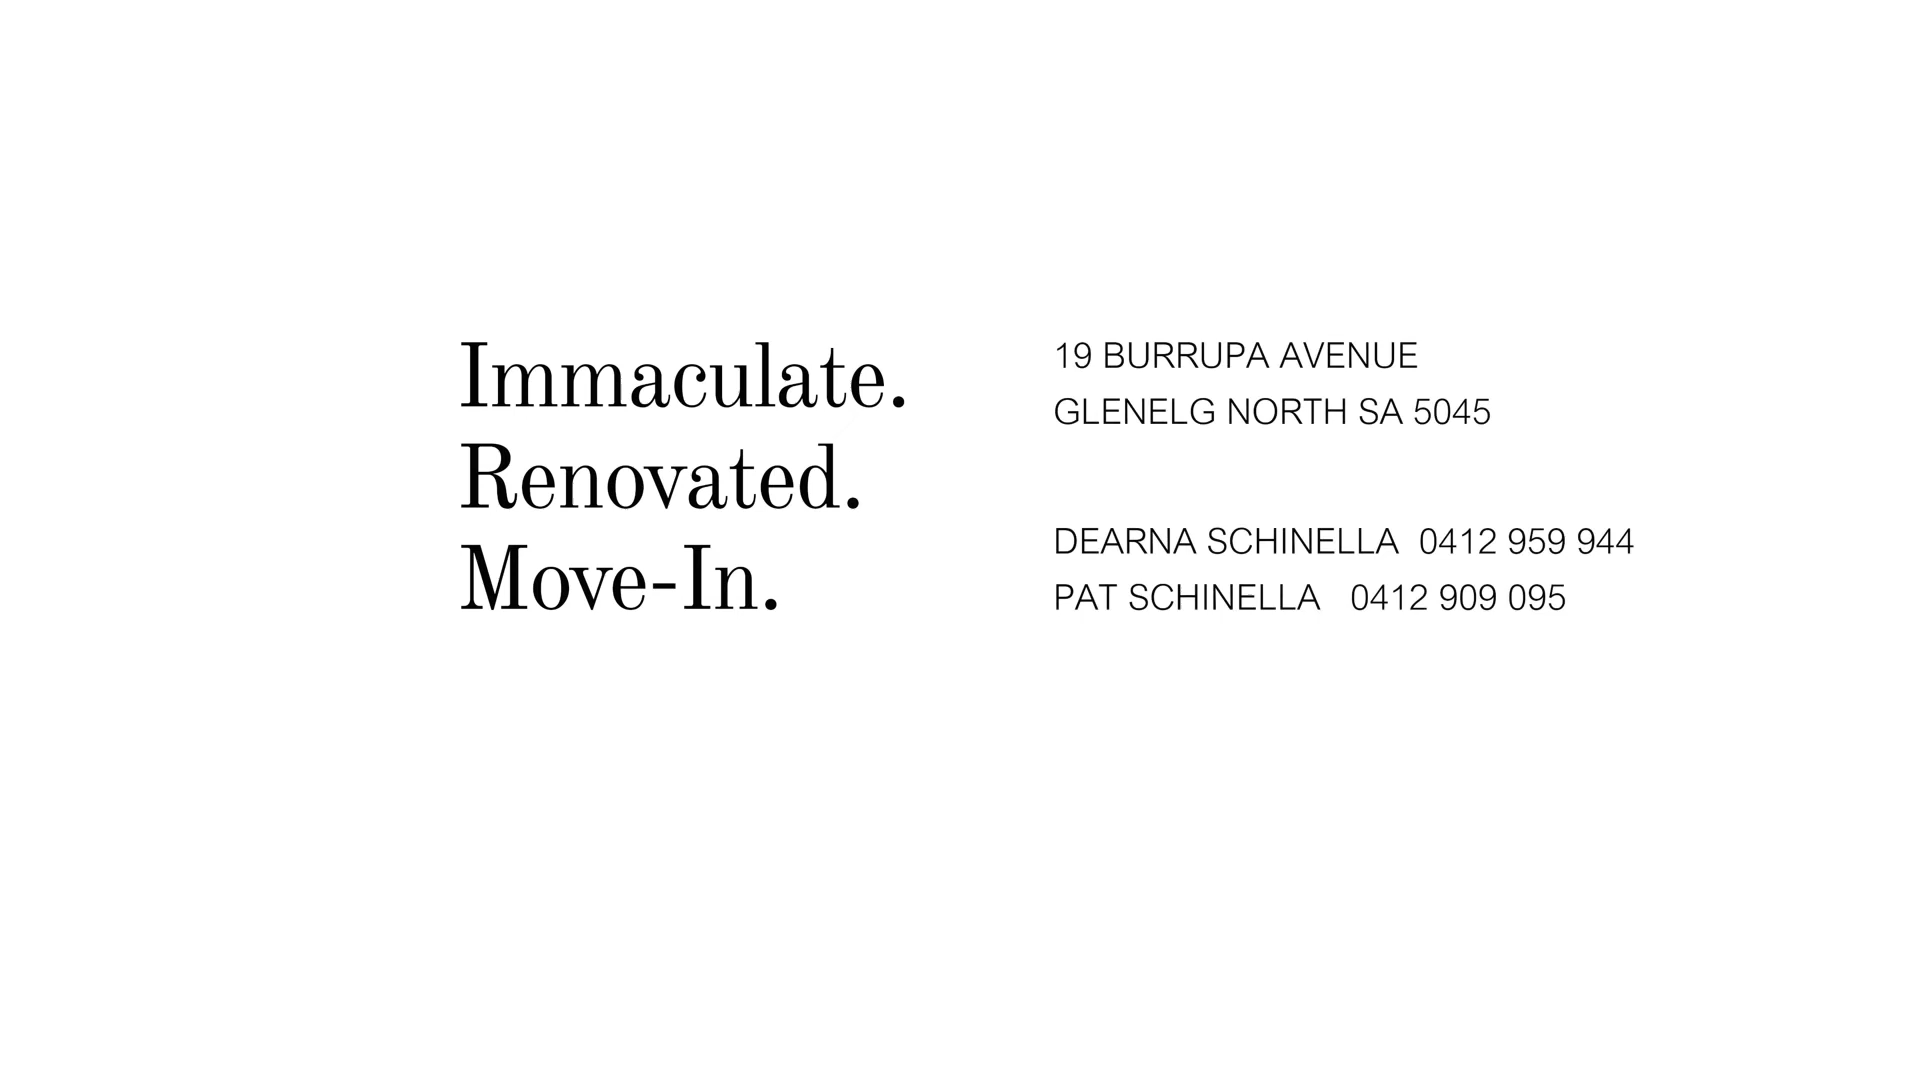 Immaculate.
Renovated.
Move-In.
19 BURRUPA AVENUE
GLENELG NORTH SA 5045
DEARNA SCHINELLA 0412 959 944
PAT SCHINELLA 0412 909 095